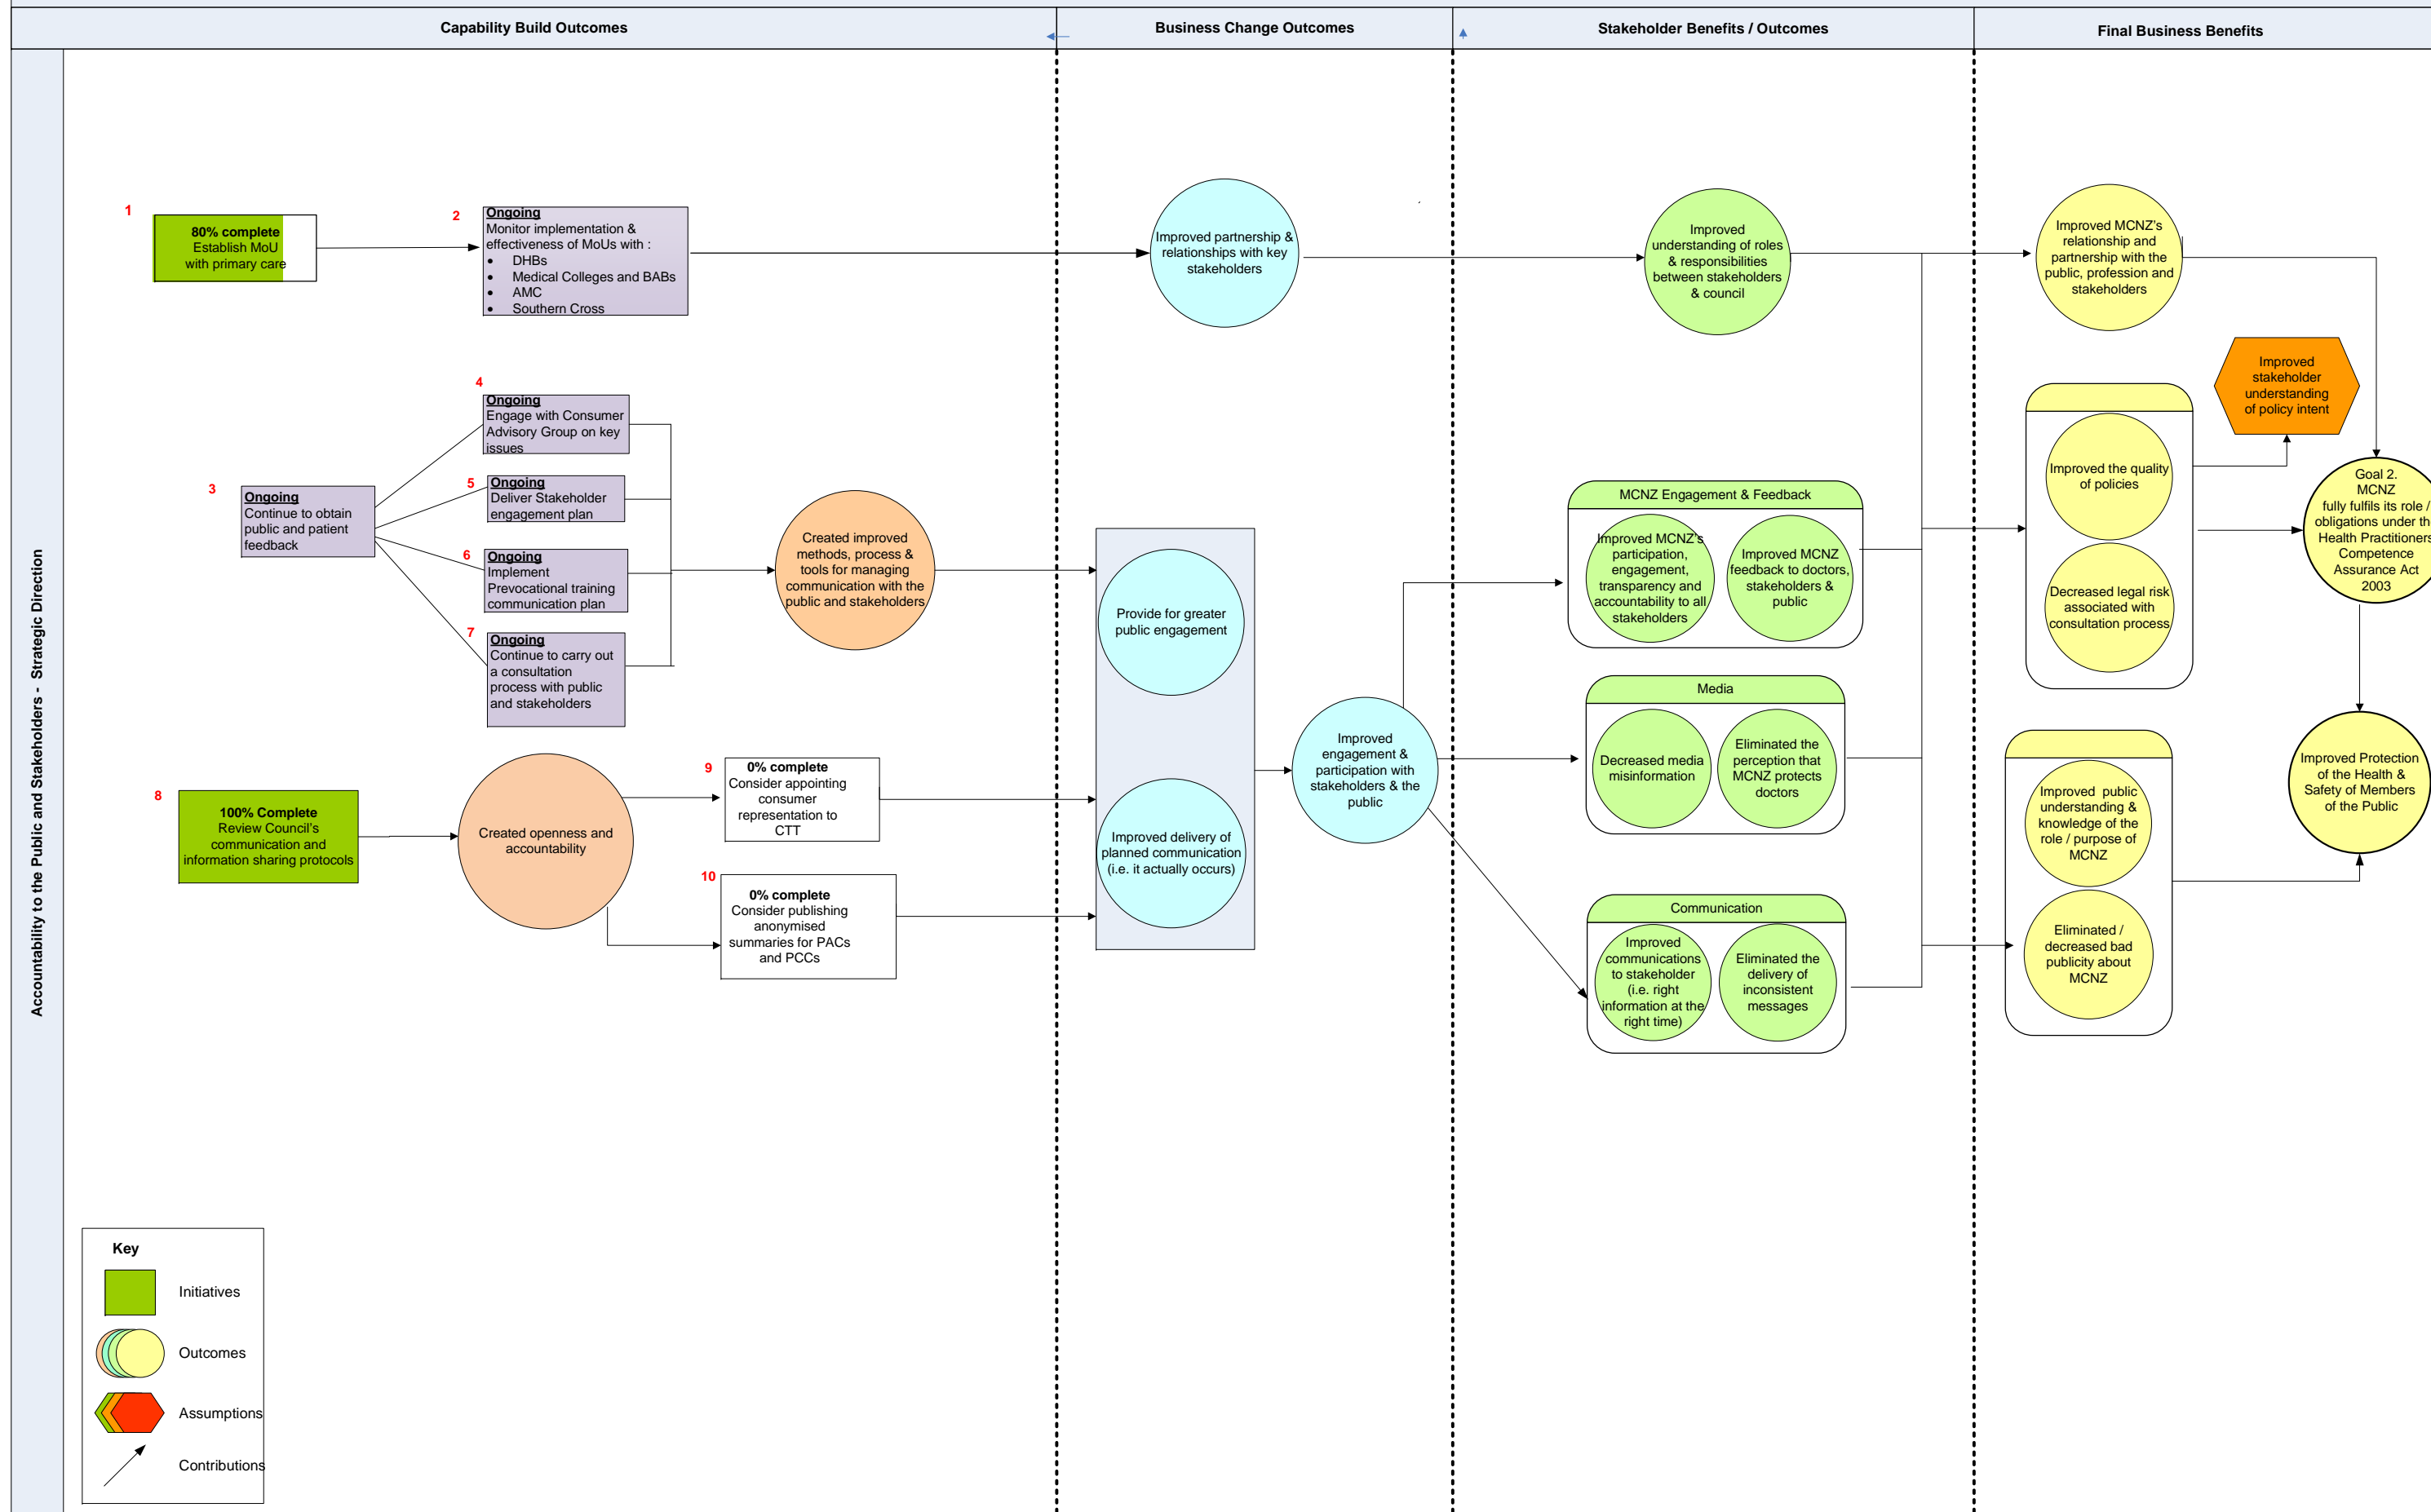 Capability Build Outcomes
Business Change Outcomes
Stakeholder Benefits / Outcomes
Final Business Benefits
Accountability to the Public and Stakeholders - Strategic Direction
1
80% complete
Establish MoU
with primary care
2
Ongoing
Monitor implementation &
effectiveness of MoUs with :
• DHBs
• Medical Colleges and BABs
• AMC
• Southern Cross
Improved partnership &
relationships with key
stakeholders
Improved
understanding of roles
& responsibilities
between stakeholders
& council
Improved MCNZ's
relationship and
partnership with the
public, profession and
stakeholders
Improved
stakeholder
understanding
of policy intent
3
Ongoing
Continue to obtain
public and patient
feedback
4
Ongoing
Engage with Consumer
Advisory Group on key
issues
5
Ongoing
Deliver Stakeholder
engagement plan
6
Ongoing
Implement
Prevocational training
communication plan
7
Ongoing
Continue to carry out
a consultation
process with public
and stakeholders
Created improved
methods, process &
tools for managing
communication with the
public and stakeholders
Provide for greater
public engagement
Improved delivery of
planned communication
(i.e. it actually occurs)
Improved
engagement &
participation with
stakeholders & the
public
MCNZ Engagement & Feedback
Improved MCNZ's
participation,
engagement,
transparency and
accountability to all
stakeholders
Improved MCNZ
feedback to doctors,
stakeholders &
public
Media
Decreased media
misinformation
Eliminated the
perception that
MCNZ protects
doctors
Communication
Improved
communications
to stakeholder
(i.e. right
information at the
right time)
Eliminated the
delivery of
inconsistent
messages
Improved the quality
of policies
Decreased legal risk
associated with
consultation process
Goal 2.
MCNZ
fully fulfils its role /
obligations under th
Health Practitioners
Competence
Assurance Act
2003
Improved public
understanding &
knowledge of the
role / purpose of
MCNZ
Eliminated /
decreased bad
publicity about
MCNZ
Improved Protection
of the Health &
Safety of Members
of the Public
8
100% Complete
Review Council's
communication and
information sharing protocols
Created openness and
accountability
9
0% complete
Consider appointing
consumer
representation to
CTT
10
0% complete
Consider publishing
anonymised
summaries for PACs
and PCCs
Key
Initiatives
Outcomes
Assumptions
Contributions